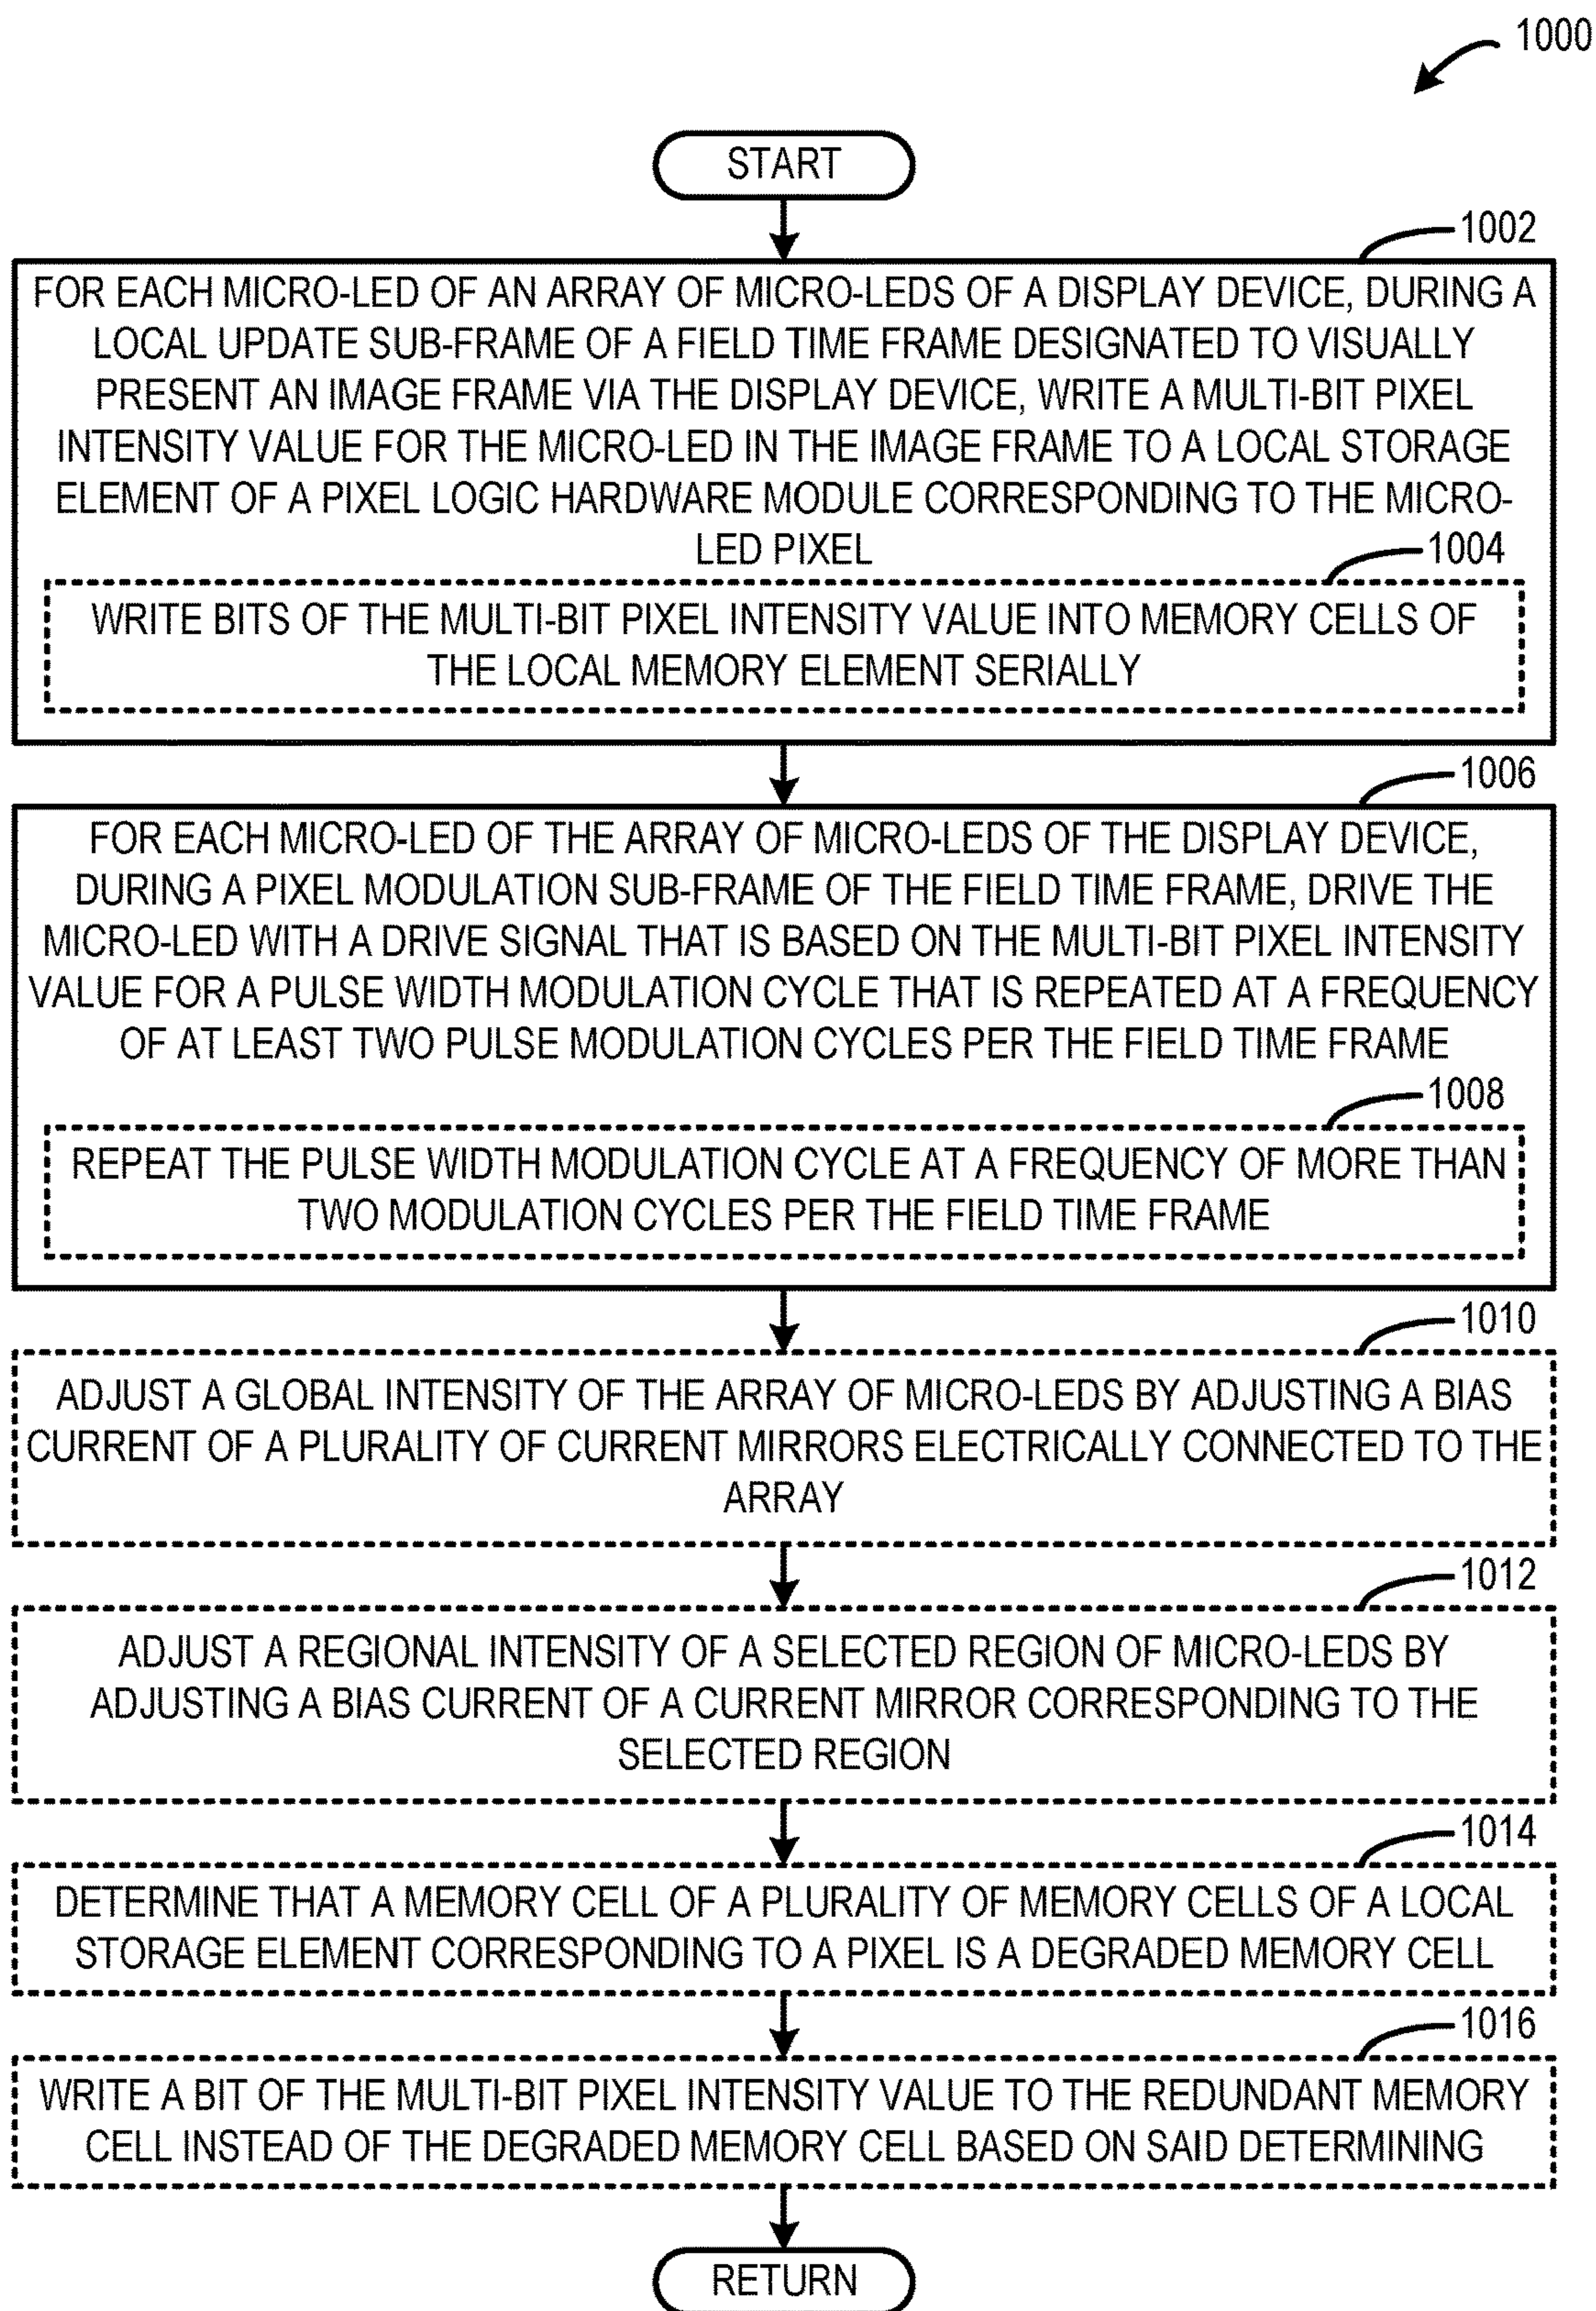 1000
START
1002
FOR EACH MICRO-LED OF AN ARRAY OF MICRO-LEDS OF A DISPLAY DEVICE, DURING A
LOCAL UPDATE SUB-FRAME OF A FIELD TIME FRAME DESIGNATED TO VISUALLY
PRESENT AN IMAGE FRAME VIA THE DISPLAY DEVICE, WRITE A MULTI-BIT PIXEL
INTENSITY VALUE FOR THE MICRO-LED IN THE IMAGE FRAME TO A LOCAL STORAGE
ELEMENT OF A PIXEL LOGIC HARDWARE MODULE CORRESPONDING TO THE MICRO-
LED PIXEL
1004
WRITE BITS OF THE MULTI-BIT PIXEL INTENSITY VALUE INTO MEMORY CELLS OF
THE LOCAL MEMORY ELEMENT SERIALLY
1006
FOR EACH MICRO-LED OF THE ARRAY OF MICRO-LEDS OF THE DISPLAY DEVICE,
DURING A PIXEL MODULATION SUB-FRAME OF THE FIELD TIME FRAME, DRIVE THE
MICRO-LED WITH A DRIVE SIGNAL THAT IS BASED ON THE MULTI-BIT PIXEL INTENSITY
VALUE FOR A PULSE WIDTH MODULATION CYCLE THAT IS REPEATED AT A FREQUENCY
OF AT LEAST TWO PULSE MODULATION CYCLES PER THE FIELD TIME FRAME
1008
REPEAT THE PULSE WIDTH MODULATION CYCLE AT A FREQUENCY OF MORE THAN
TWO MODULATION CYCLES PER THE FIELD TIME FRAME
1010
ADJUST A GLOBAL INTENSITY OF THE ARRAY OF MICRO-LEDS BY ADJUSTING A BIAS
CURRENT OF A PLURALITY OF CURRENT MIRRORS ELECTRICALLY CONNECTED TO THE
ARRAY
1012
ADJUST A REGIONAL INTENSITY OF A SELECTED REGION OF MICRO-LEDS BY
ADJUSTING A BIAS CURRENT OF A CURRENT MIRROR CORRESPONDING TO THE
SELECTED REGION
1014
DETERMINE THAT A MEMORY CELL OF A PLURALITY OF MEMORY CELLS OF A LOCAL
STORAGE ELEMENT CORRESPONDING TO A PIXEL IS A DEGRADED MEMORY CELL
1016
WRITE A BIT OF THE MULTI-BIT PIXEL INTENSITY VALUE TO THE REDUNDANT MEMORY
CELL INSTEAD OF THE DEGRADED MEMORY CELL BASED ON SAID DETERMINING
RETURN